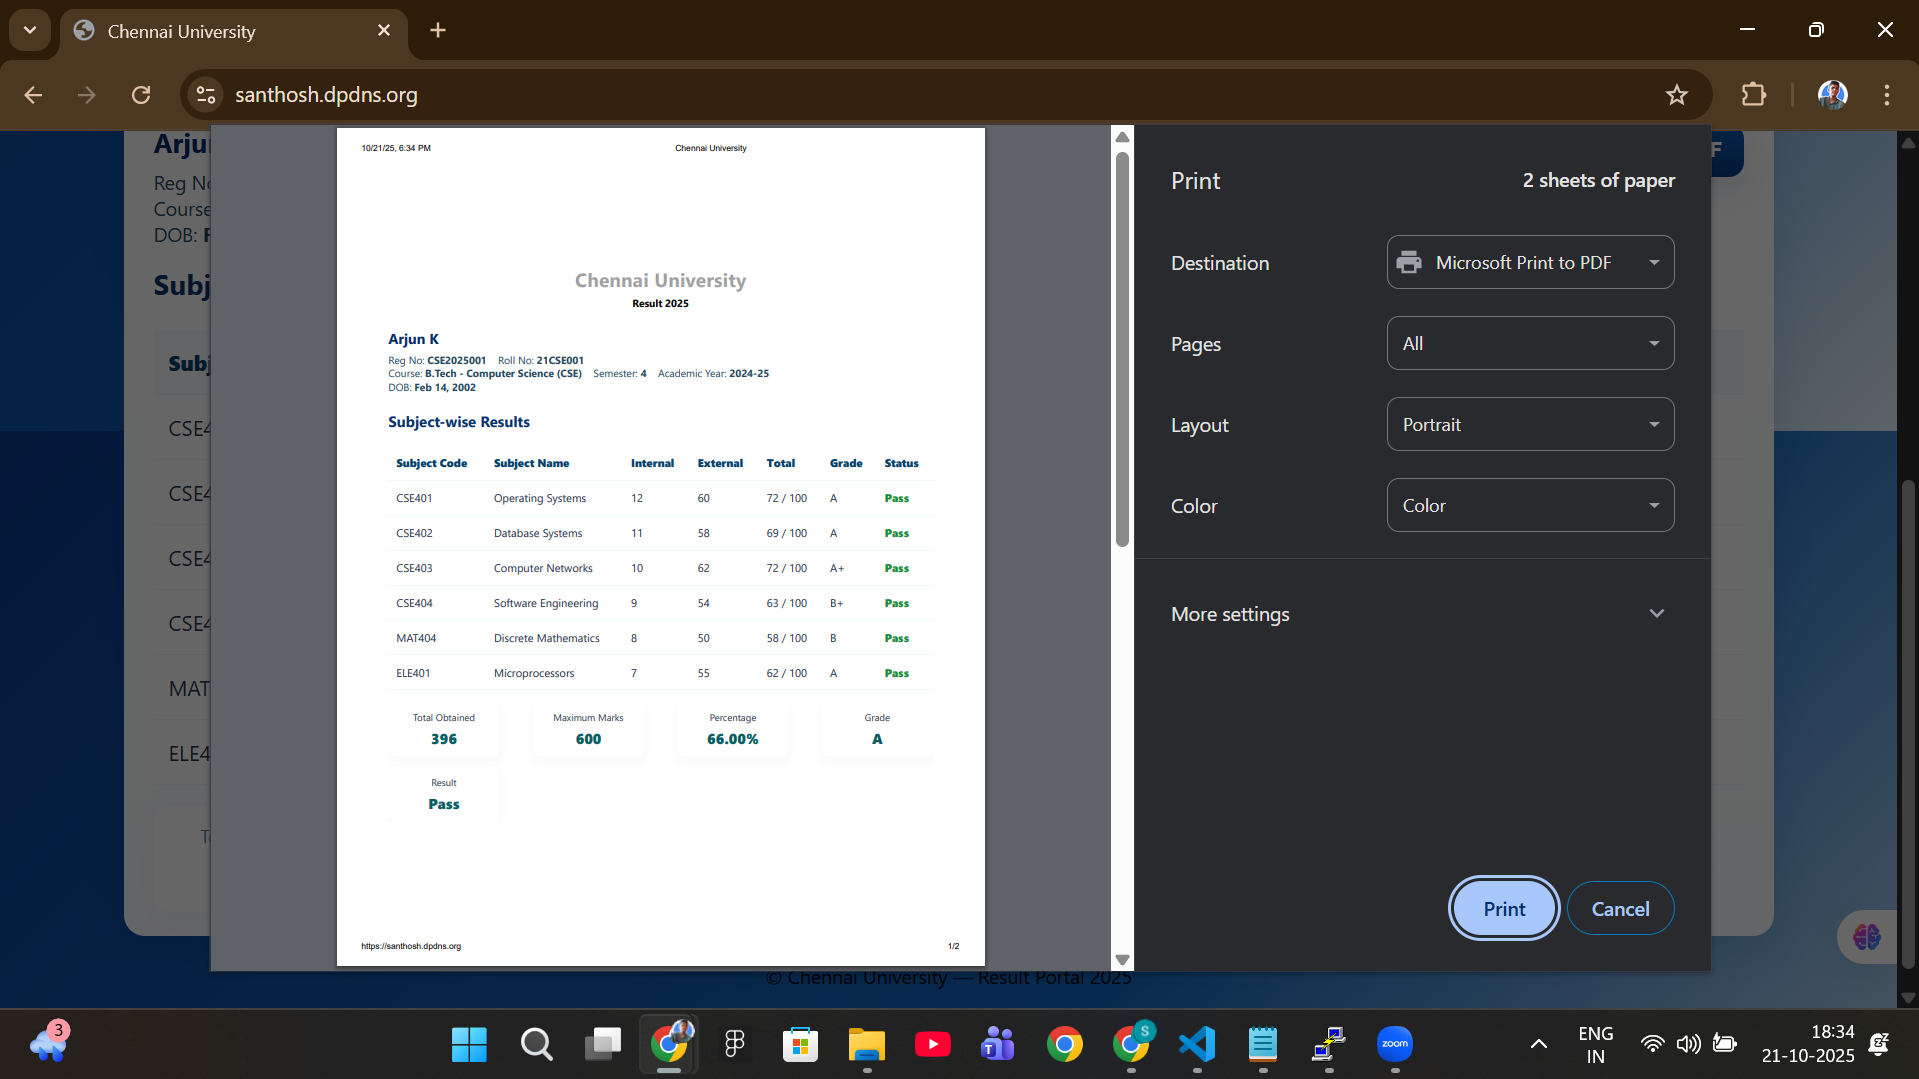 Chennai University
santhosh.dpdns.org
Arju
Reg No
Course
DOB: F
Subj
Subj
CSE4
CSE4
CSE4
CSE4
MAT
ELE4
F
10/21/25, 6:34 PM Chennai University
Chennai University
Result 2025
Arjun K
Reg No: CSE2025001 Roll No: 21CSE001
Course: B.Tech - Computer Science (CSE) Semester: 4 Academic Year: 2024-25
DOB: Feb 14, 2002
Subject-wise Results
Subject Code Subject Name Internal External Total Grade Status
CSE401 Operating Systems 12 60 72 / 100 A Pass
CSE402 Database Systems 11 58 69 / 100 A Pass
CSE403 Computer Networks 10 62 72 / 100 A+ Pass
CSE404 Software Engineering 9 54 63 / 100 B+ Pass
MAT404 Discrete Mathematics 8 50 58 / 100 B Pass
ELE401 Microprocessors 7 55 62 / 100 A Pass
Total Obtained Maximum Marks Percentage Grade
396 600 66.00% A
Result
Pass
https://santhosh.dpdns.org 1/2
Print 2 sheets of paper
Destination Microsoft Print to PDF
Pages All
Layout Portrait
Color Color
More settings
Print Cancel
© Chennai University — Result Portal 2025
3
S
T
zoom
ENG
IN
18:34
21-10-2025